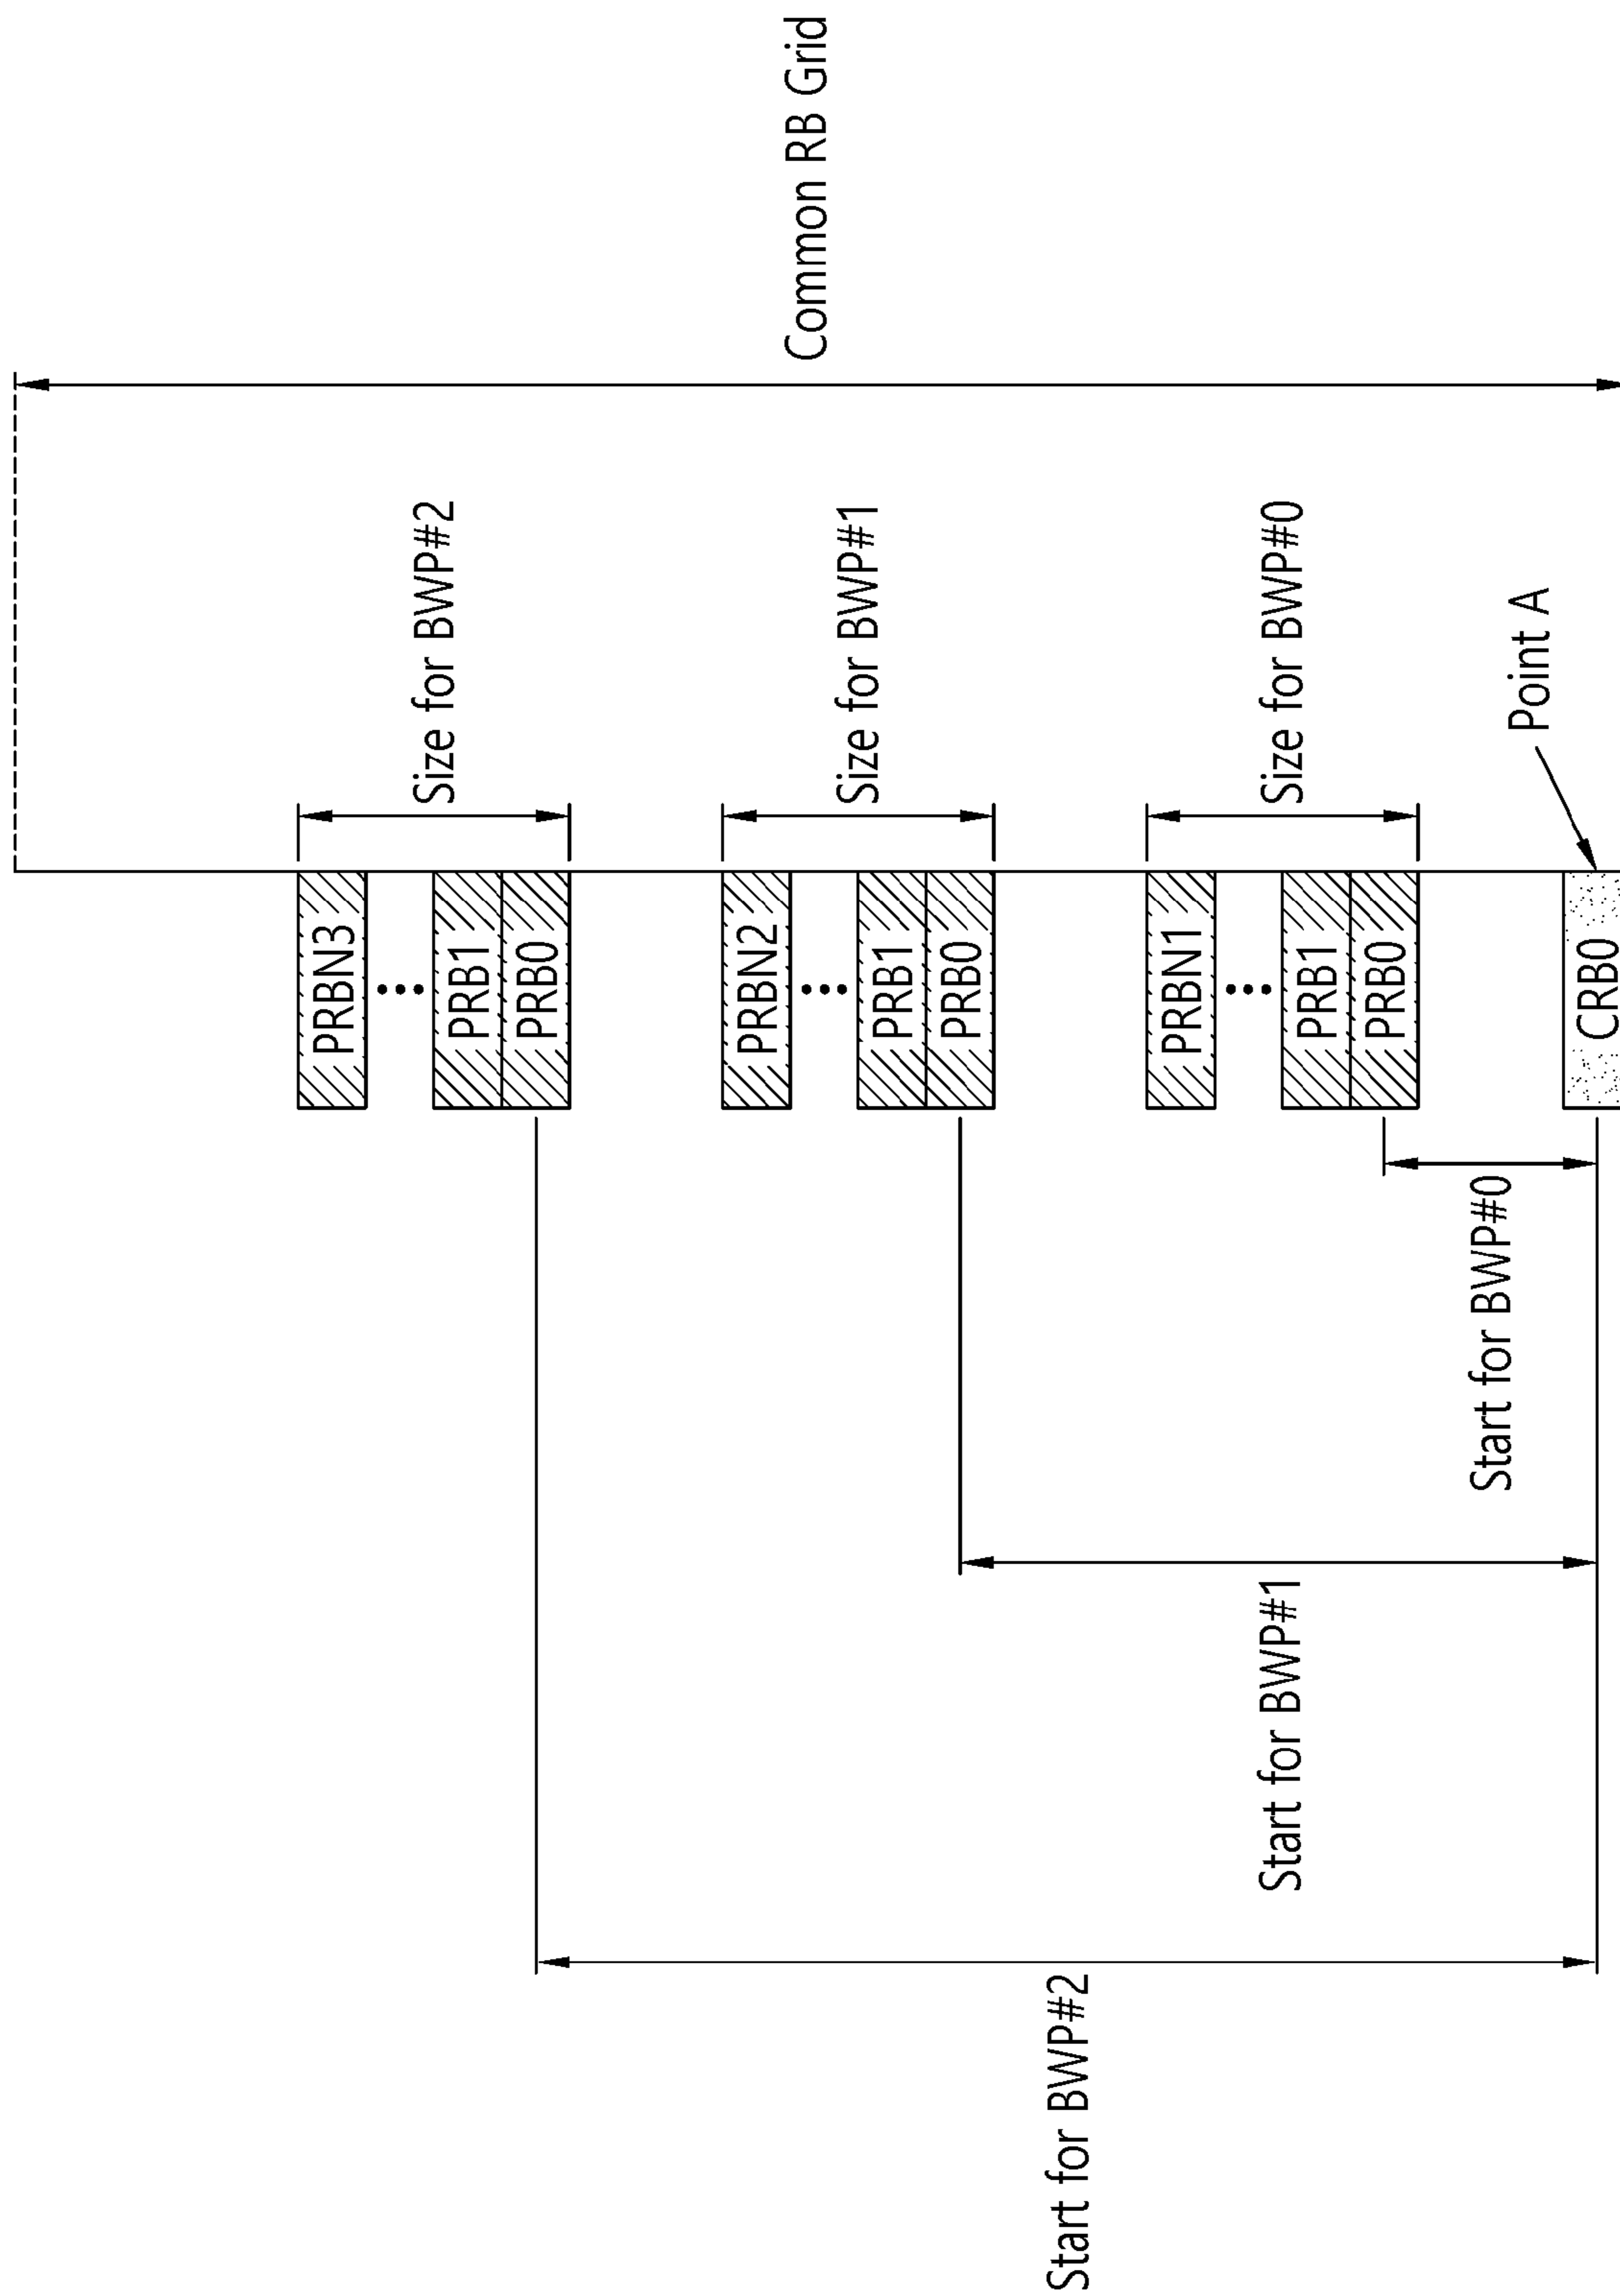 Common RB Grid
Size for BWP#2
Size for BWP#1
Size for BWP#0
Point A
PRBN3
PRB1
PRB0
PRBN2
PRB1
PRB0
PRBN1
PRB1
PRB0
CRB0
Start for BWP#0
Start for BWP#1
Start for BWP#2